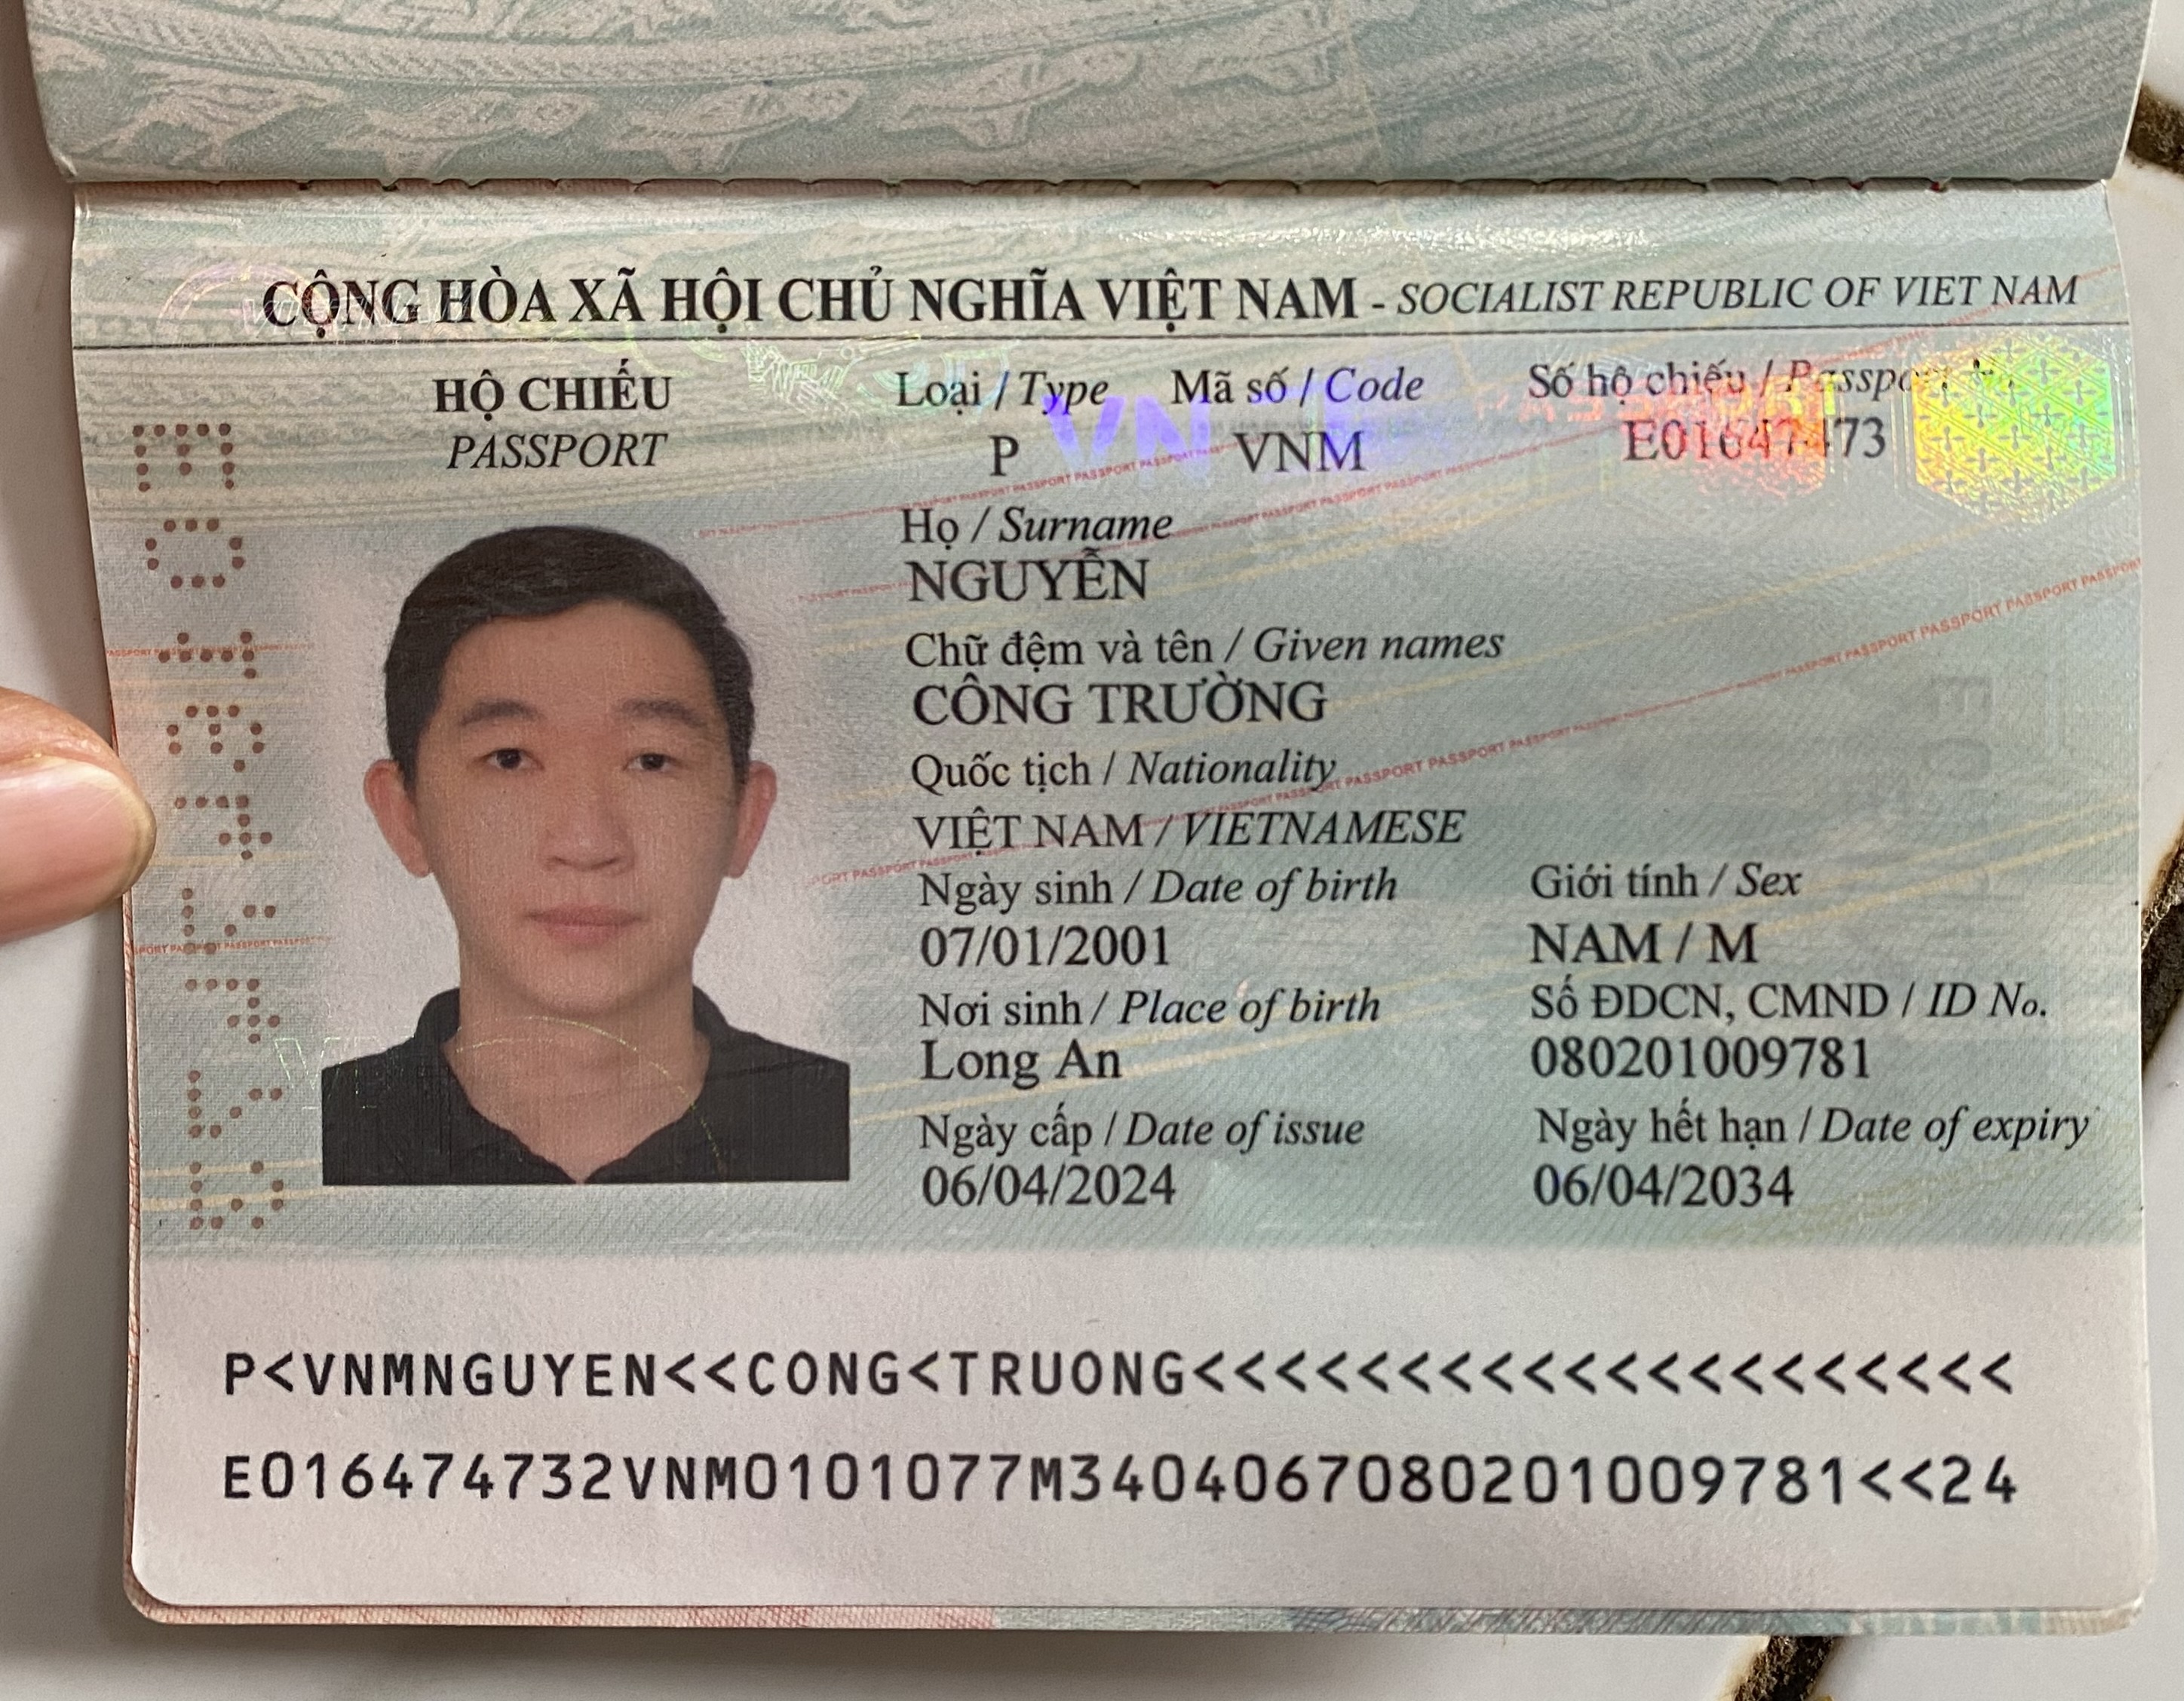 CỘNG HÒA XÃ HỘI CHỦ NGHĨA VIỆT NAM - SOCIALIST REPUBLIC OF VIET NAM
HỘ CHIẾU
PASSPORT
Loại / Type Mã số / Code Số hộ chiếu /
P VNM E01647473
Họ / Surname
NGUYỄN
Chữ đệm và tên / Given names
CÔNG TRƯỜNG
Quốc tịch / Nationality
VIỆT NAM / VIETNAMESE
Ngày sinh / Date of birth Giới tính / Sex
07/01/2001 NAM / M
Nơi sinh / Place of birth Số ĐDCN, CMND / ID No.
Long An 080201009781
Ngày cấp / Date of issue Ngày hết hạn / Date of expiry
06/04/2024 06/04/2034
P<VNMNGUYEN<<CONG<TRUONG<<<<<<<<<<<<<<<<<<<<
E016474732VNM0101077M3404067080201009781<<24